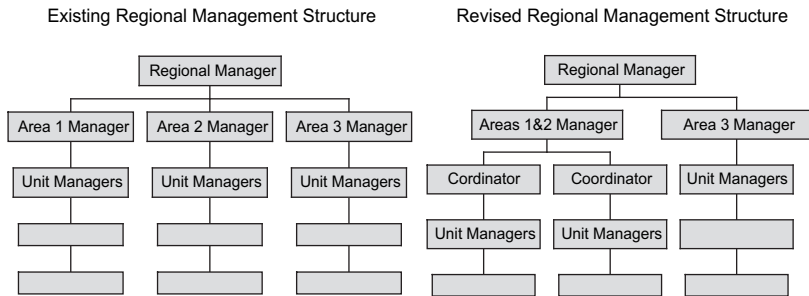 Existing Regional Management Structure
Regional Manager
Area 1 Manager
Area 2 Manager
Area 3 Manager
Unit Managers
Unit Managers
Unit Managers
Revised Regional Management Structure
Regional Manager
Areas 1&2 Manager
Area 3 Manager
Cordinator
Coordinator
Unit Managers
Unit Managers
Unit Managers